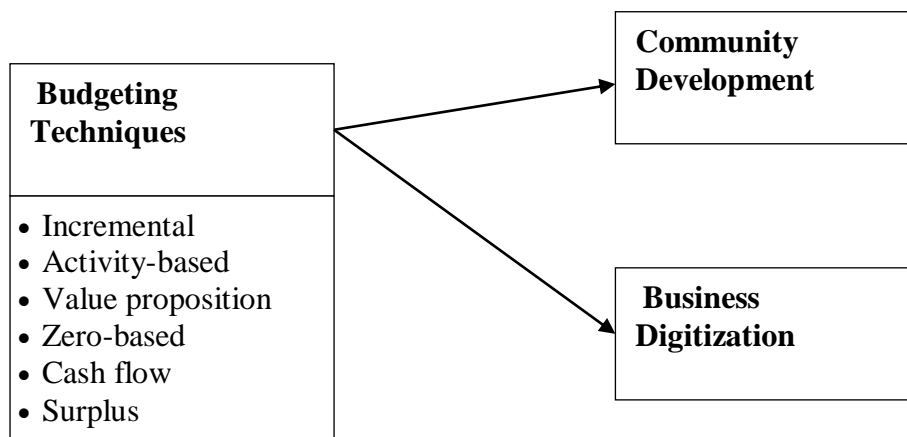 Budgeting
Techniques
• Incremental
• Activity-based
• Value proposition
• Zero-based
• Cash flow
• Surplus
Community
Development
Business
Digitization